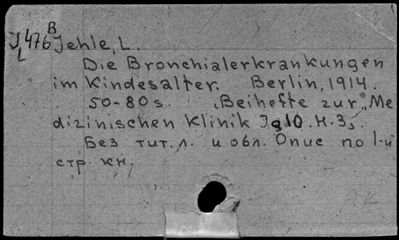 B
J 476 Jehle, L.
L
Die Bronchialerkrankungen
im Kindesalter. Berlin, 1914.
50-80 s. (Beihefte zur „Me
dizinischen Klinik Jg 10. H. 3).
Без тит. л. и обл. Опис по 1-й
стр. кн.